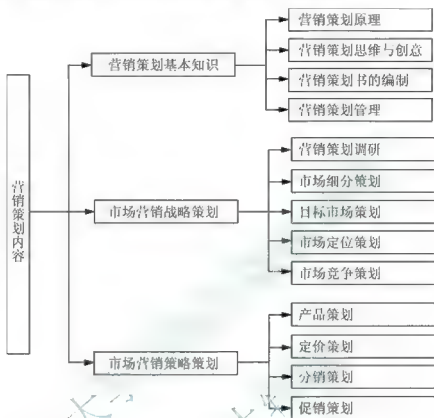 营销策划内容
营销策划基本知识
营销策划原理
营销策划思维与创意
营销策划书的编制
营销策划管理
市场营销战略策划
营销策划调研
市场细分策划
目标市场策划
市场定位策划
市场竞争策划
市场营销策略策划
产品策划
定价策划
分销策划
促销策划